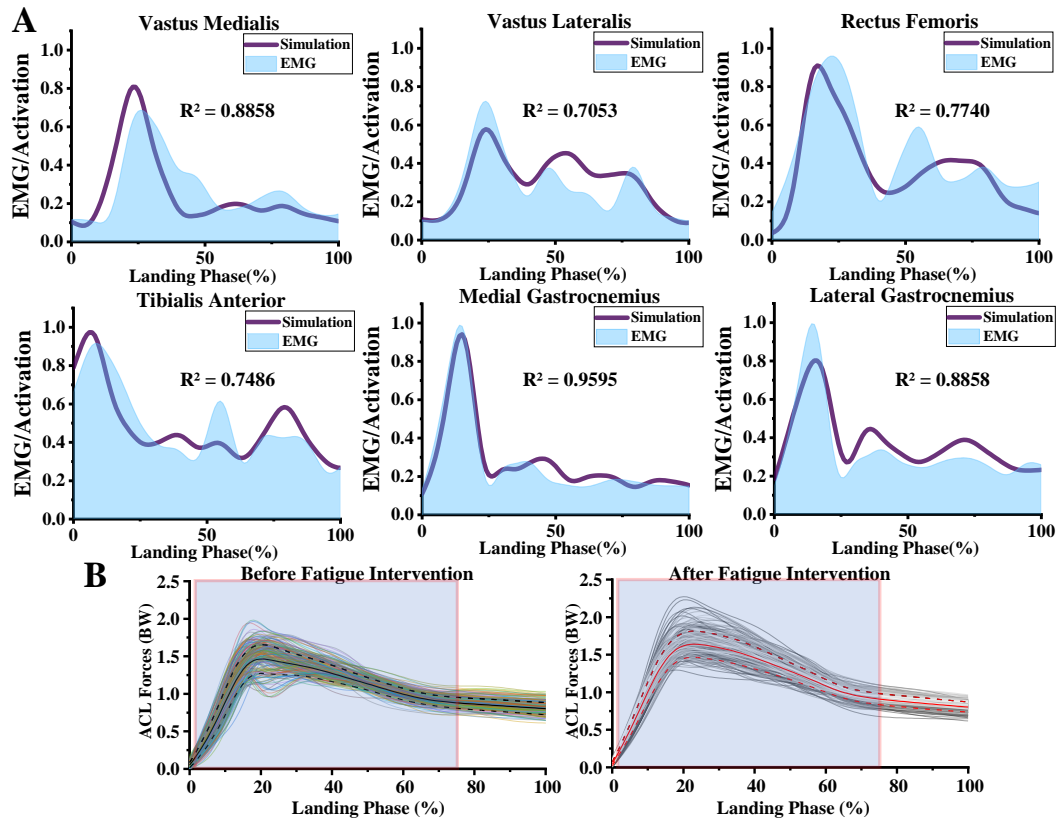 A
Vastus Medialis
EMG/Activation
1.0
0.8
0.6
0.4
0.2
0.0
Simulation
EMG
R² = 0.8858
0
50
100
Landing Phase(%)
Vastus Lateralis
EMG/Activation
1.0
0.8
0.6
0.4
0.2
0.0
Simulation
EMG
R² = 0.7053
0
50
100
Landing Phase(%)
Rectus Femoris
EMG/Activation
1.0
0.8
0.6
0.4
0.2
0.0
Simulation
EMG
R² = 0.7740
0
50
100
Landing Phase(%)
Tibialis Anterior
EMG/Activation
1.0
0.8
0.6
0.4
0.2
0.0
Simulation
EMG
R² = 0.7486
0
50
100
Landing Phase(%)
Medial Gastrocnemius
EMG/Activation
1.0
0.8
0.6
0.4
0.2
0.0
Simulation
EMG
R² = 0.9595
0
50
100
Landing Phase(%)
Lateral Gastrocnemius
EMG/Activation
1.0
0.8
0.6
0.4
0.2
0.0
Simulation
EMG
R² = 0.8858
0
50
100
Landing Phase(%)
B
Before Fatigue Intervention
ACL Forces (BW)
2.5
2.0
1.5
1.0
0.5
0.0
0
20
40
60
80
100
Landing Phase (%)
After Fatigue Intervention
ACL Forces (BW)
2.5
2.0
1.5
1.0
0.5
0.0
0
20
40
60
80
100
Landing Phase (%)